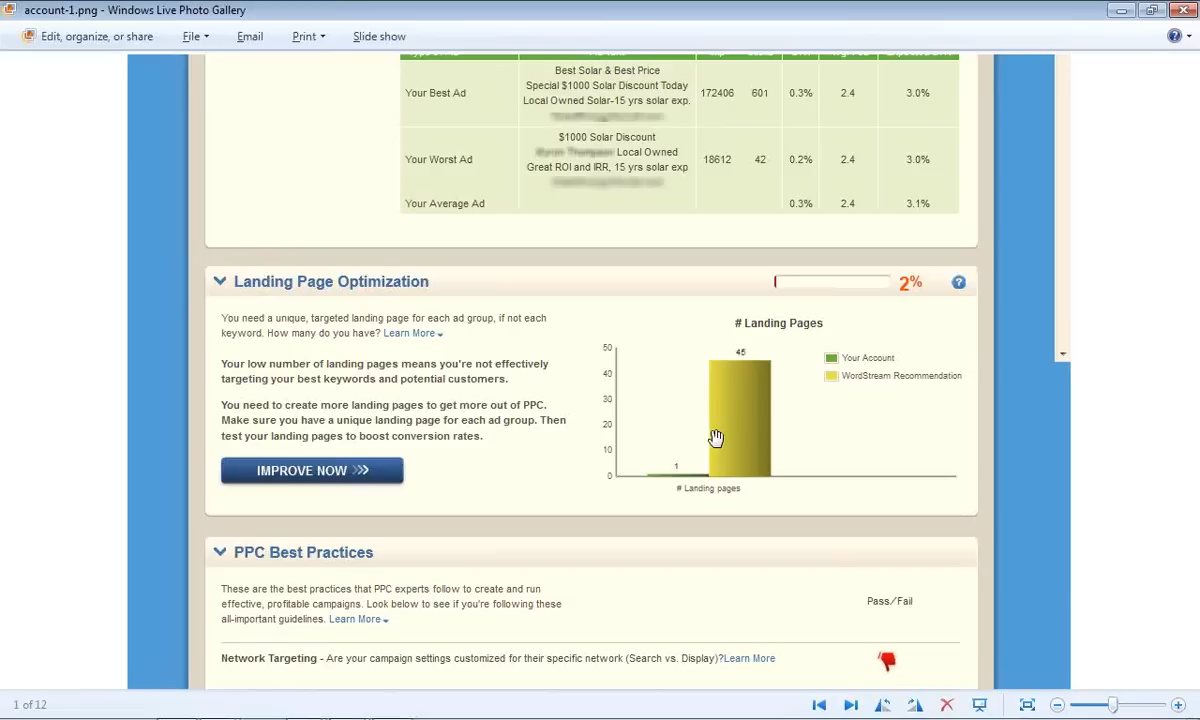 account-1.png - Windows Live Photo Gallery
Edit, organize, or share
File
Email
Print
Slide show
Best Solar & Best Price
Special $1000 Solar Discount Today
Local Owned Solar-15 yrs solar exp.
Your Best Ad
172406
601
0.3%
2.4
3.0%
$1000 Solar Discount
Local Owned
Great ROI and IRR, 15 yrs solar exp
Your Worst Ad
18612
42
0.2%
2.4
3.0%
Your Average Ad
0.3%
2.4
3.1%
Landing Page Optimization
2%
?
You need a unique, targeted landing page for each ad group, if not each
keyword. How many do you have? Learn More
Your low number of landing pages means you're not effectively
targeting your best keywords and potential customers.
You need to create more landing pages to get more out of PPC.
Make sure you have a unique landing page for each ad group. Then
test your landing pages to boost conversion rates.
IMPROVE NOW >>>
# Landing Pages
50
40
30
20
10
0
1
45
# Landing pages
Your Account
WordStream Recommendation
PPC Best Practices
These are the best practices that PPC experts follow to create and run
effective, profitable campaigns. Look below to see if you're following these
all-important guidelines. Learn More
Pass/Fail
Network Targeting - Are your campaign settings customized for their specific network (Search vs. Display)?Learn More
1 of 12